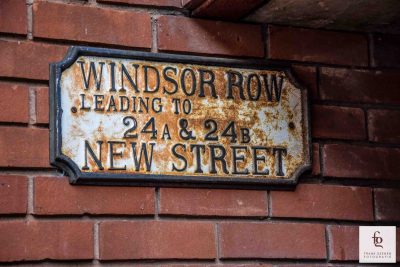 WINDSOR ROW
LEADING TO
24A & 24B
NEW STREET